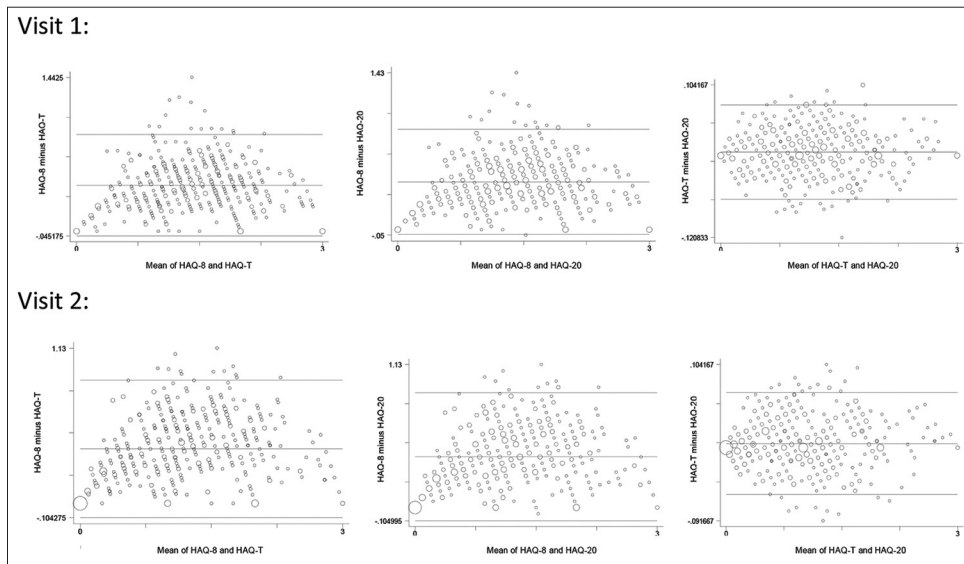 Visit 1:
1.4425
HAQ-8 minus HAQ-T
-.045175
0
3
Mean of HAQ-8 and HAQ-T
1.43
HAQ-8 minus HAQ-20
-.05
0
3
Mean of HAQ-8 and HAQ-20
.104167
HAQ-T minus HAQ-20
-.120833
0
3
Mean of HAQ-T and HAQ-20
Visit 2:
1.13
HAQ-8 minus HAQ-T
-.104275
0
3
Mean of HAQ-8 and HAQ-T
1.13
HAQ-8 minus HAQ-20
-.104995
0
3
Mean of HAQ-8 and HAQ-20
.104167
HAQ-T minus HAQ-20
-.091667
0
3
Mean of HAQ-T and HAQ-20